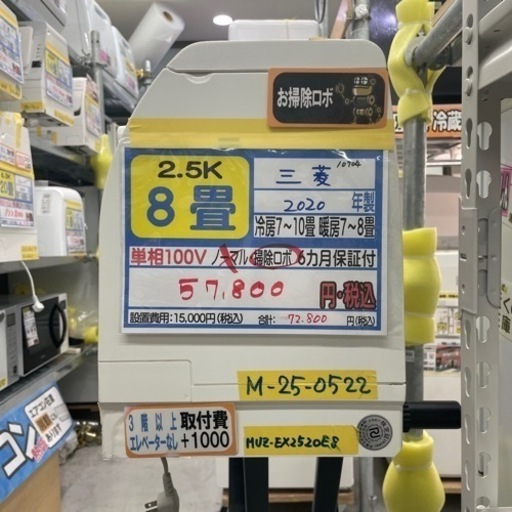 お掃除ロボ
2.5K
8畳
三菱
10704
2020 年製
冷房7〜10畳 暖房7〜8畳
単相100V ノーマル 掃除ロボ 6カ月保証付
57.800 円・税込
設置費用:15.000円(税込) 合計: 72.800 円(税込)
M-25-0522
3階以上
エレベーターなし
取付費
+1000
MUZ-EX2520E8
冷蔵